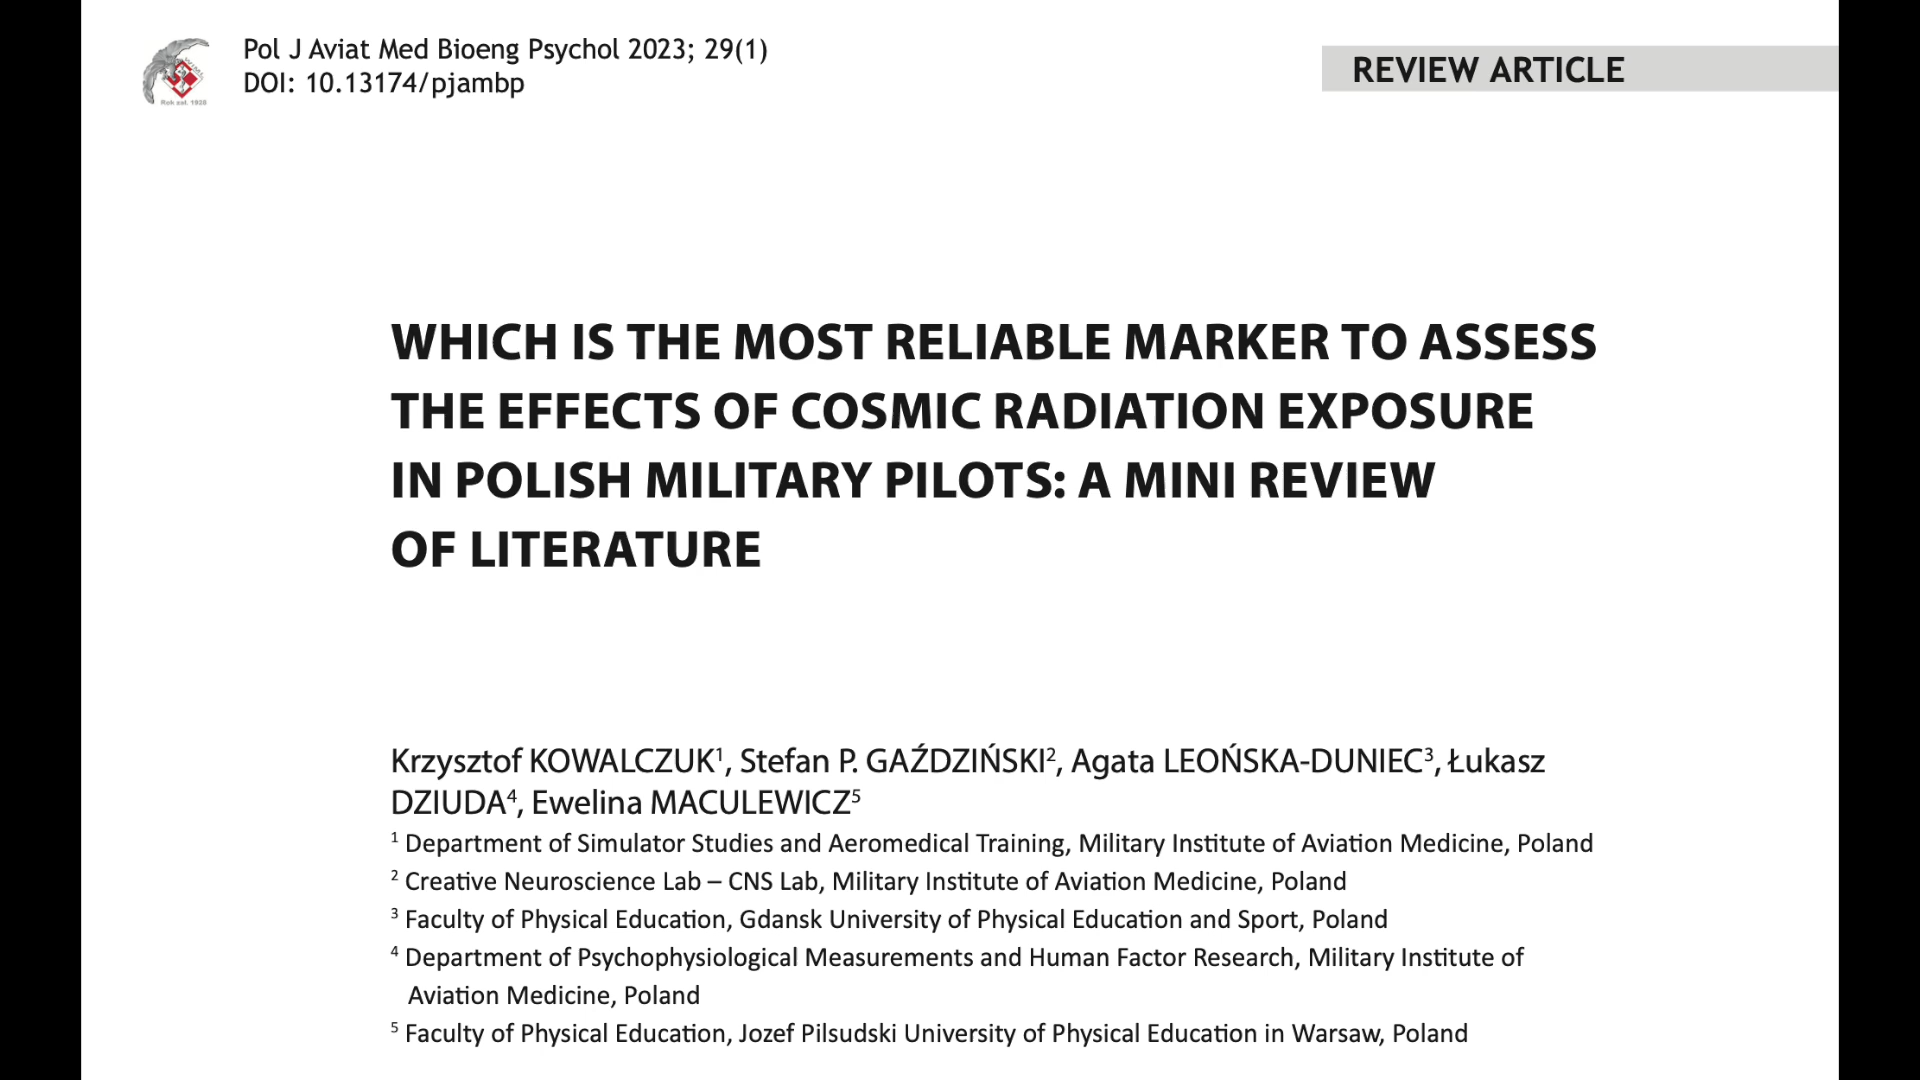 Pol J Aviat Med Bioeng Psychol 2023; 29(1)
DOI: 10.13174/pjambp
REVIEW ARTICLE
Rok zał. 1928
WHICH IS THE MOST RELIABLE MARKER TO ASSESS
THE EFFECTS OF COSMIC RADIATION EXPOSURE
IN POLISH MILITARY PILOTS: A MINI REVIEW
OF LITERATURE
Krzysztof KOWALCZUK¹, Stefan P. GAŹDZIŃSKI², Agata LEOŃSKA-DUNIEC³, Łukasz
DZIUDA⁴, Ewelina MACULEWICZ⁵
¹ Department of Simulator Studies and Aeromedical Training, Military Institute of Aviation Medicine, Poland
² Creative Neuroscience Lab – CNS Lab, Military Institute of Aviation Medicine, Poland
³ Faculty of Physical Education, Gdansk University of Physical Education and Sport, Poland
⁴ Department of Psychophysiological Measurements and Human Factor Research, Military Institute of
Aviation Medicine, Poland
⁵ Faculty of Physical Education, Jozef Pilsudski University of Physical Education in Warsaw, Poland